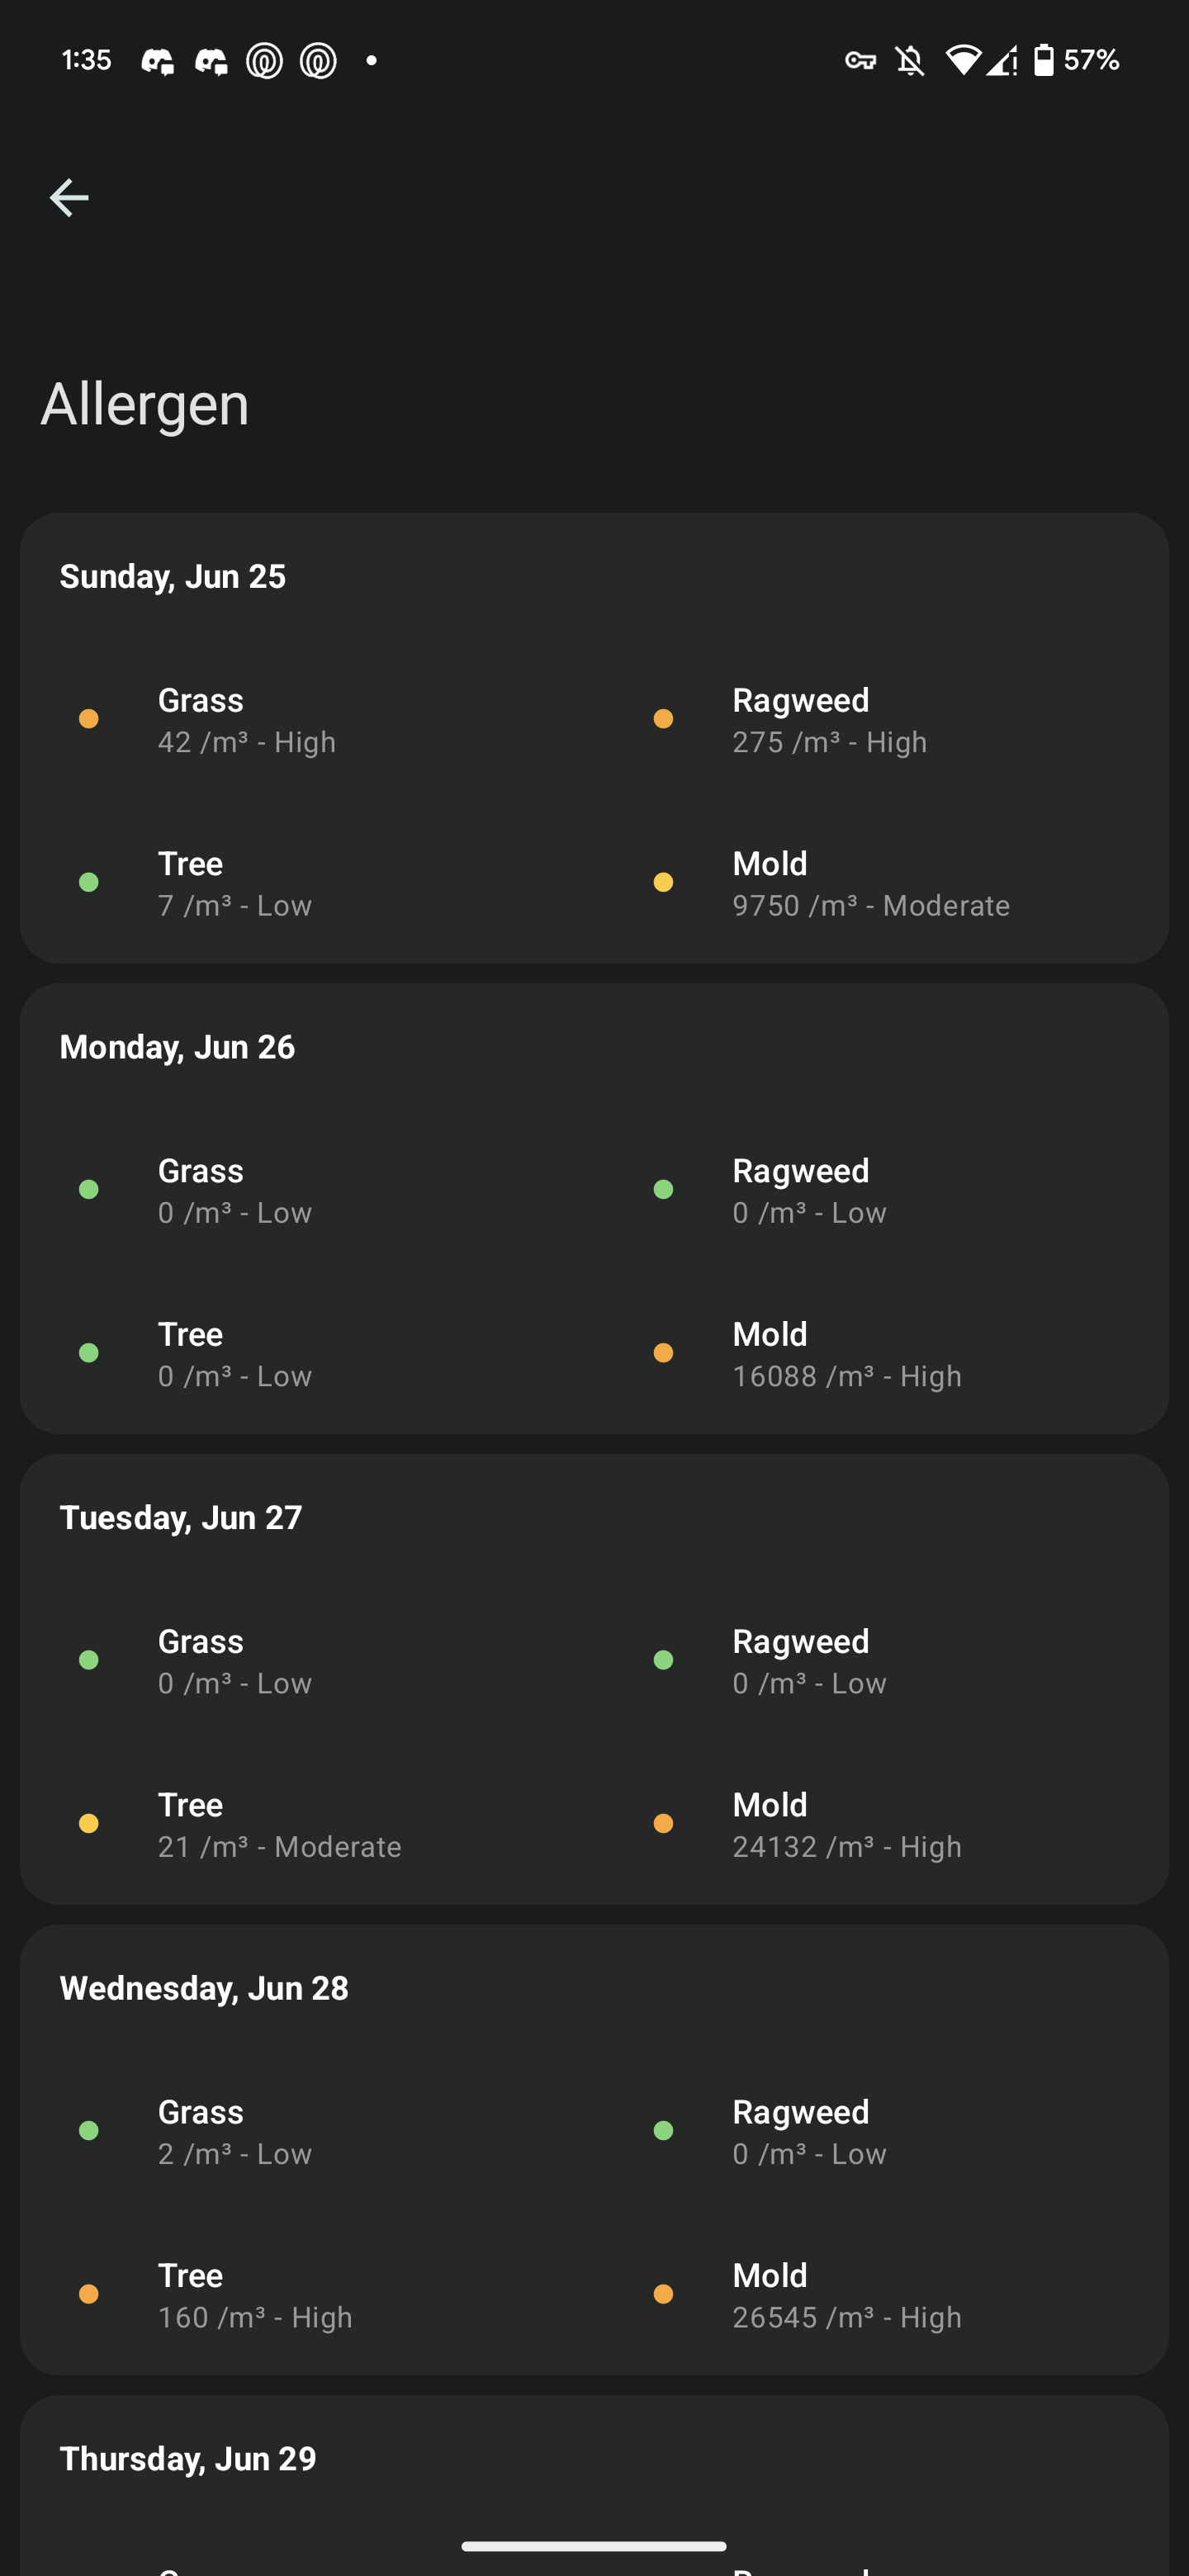 1:35
57%
Allergen
Sunday, Jun 25
Grass
42 /m³ - High
Ragweed
275 /m³ - High
Tree
7 /m³ - Low
Mold
9750 /m³ - Moderate
Monday, Jun 26
Grass
0 /m³ - Low
Ragweed
0 /m³ - Low
Tree
0 /m³ - Low
Mold
16088 /m³ - High
Tuesday, Jun 27
Grass
0 /m³ - Low
Ragweed
0 /m³ - Low
Tree
21 /m³ - Moderate
Mold
24132 /m³ - High
Wednesday, Jun 28
Grass
2 /m³ - Low
Ragweed
0 /m³ - Low
Tree
160 /m³ - High
Mold
26545 /m³ - High
Thursday, Jun 29